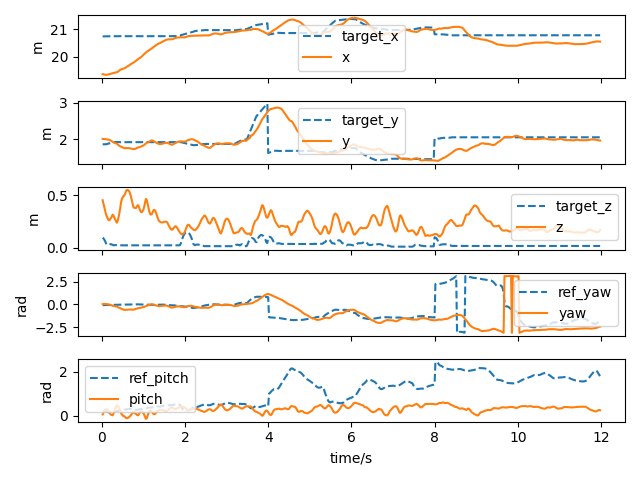 21
20
m
target_x
x
3
2
m
target_y
y
0.5
0.0
m
target_z
z
2.5
0.0
−2.5
rad
ref_yaw
yaw
2
0
rad
ref_pitch
pitch
0 2 4 6 8 10 12
time/s